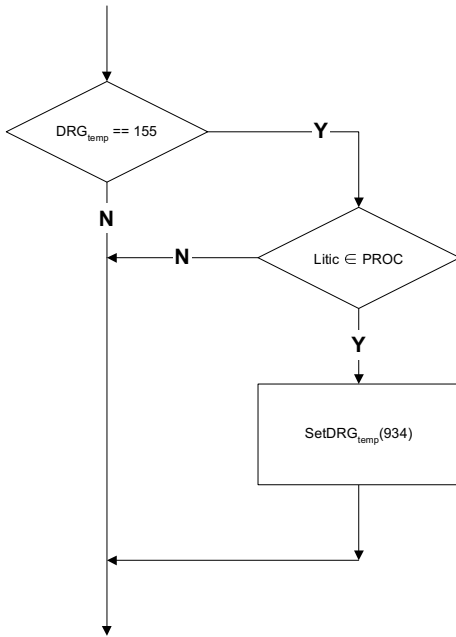 DRGtemp == 155
Y
N
N
Litic ∈ PROC
Y
SetDRGtemp(934)